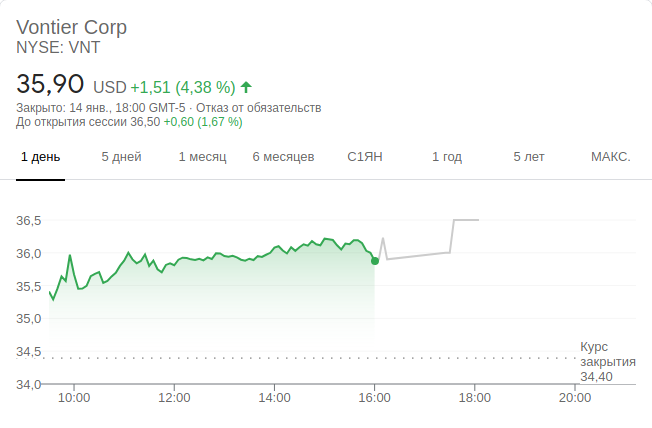 Vontier Corp
NYSE: VNT
35,90 USD +1,51 (4,38 %)
Закрыто: 14 янв., 18:00 GMT-5 · Отказ от обязательств
До открытия сессии 36,50 +0,60 (1,67 %)
1 день 5 дней 1 месяц 6 месяцев С1ЯН 1 год 5 лет МАКС.
36,5
36,0
35,5
35,0
34,5
34,0
Курс
закрытия
34,40
10:00 12:00 14:00 16:00 18:00 20:00